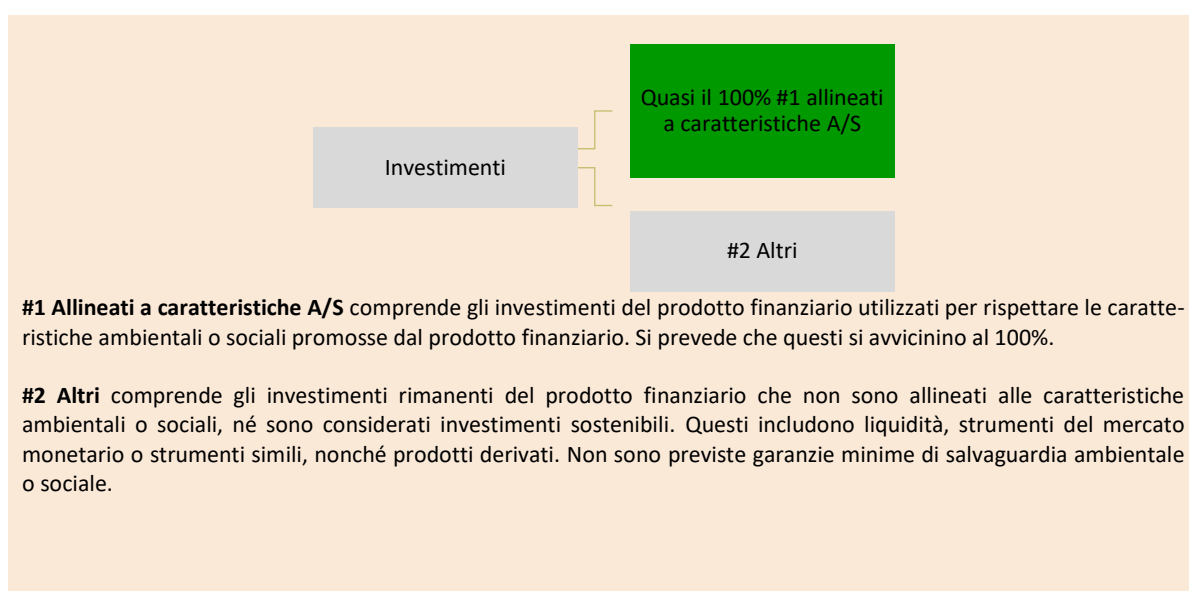 Quasi il 100% #1 allineati
a caratteristiche A/S
Investimenti
#2 Altri
#1 Allineati a caratteristiche A/S comprende gli investimenti del prodotto finanziario utilizzati per rispettare le caratte-
ristiche ambientali o sociali promosse dal prodotto finanziario. Si prevede che questi si avvicinino al 100%.
#2 Altri comprende gli investimenti rimanenti del prodotto finanziario che non sono allineati alle caratteristiche
ambientali o sociali, né sono considerati investimenti sostenibili. Questi includono liquidità, strumenti del mercato
monetario o strumenti simili, nonché prodotti derivati. Non sono previste garanzie minime di salvaguardia ambientale
o sociale.